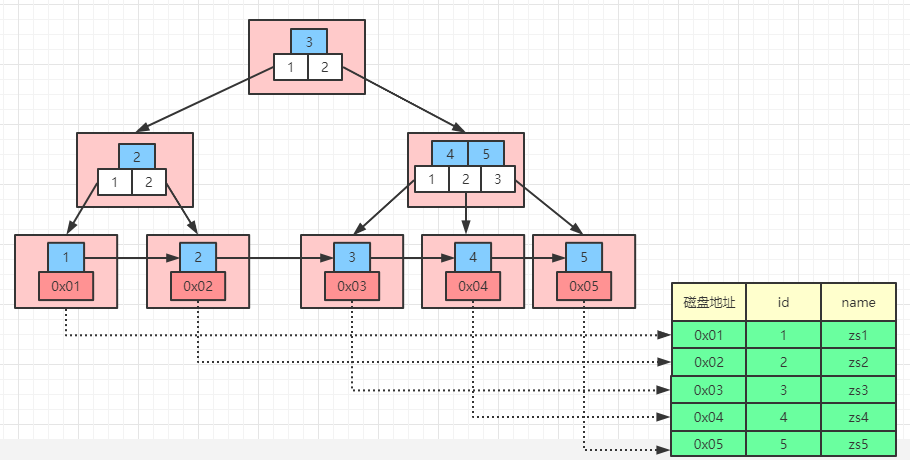 3
1 2
2
1 2
4 5
1 2 3
1 2 3 4 5
0x01 0x02 0x03 0x04 0x05
磁盘地址 id name
0x01 1 zs1
0x02 2 zs2
0x03 3 zs3
0x04 4 zs4
0x05 5 zs5